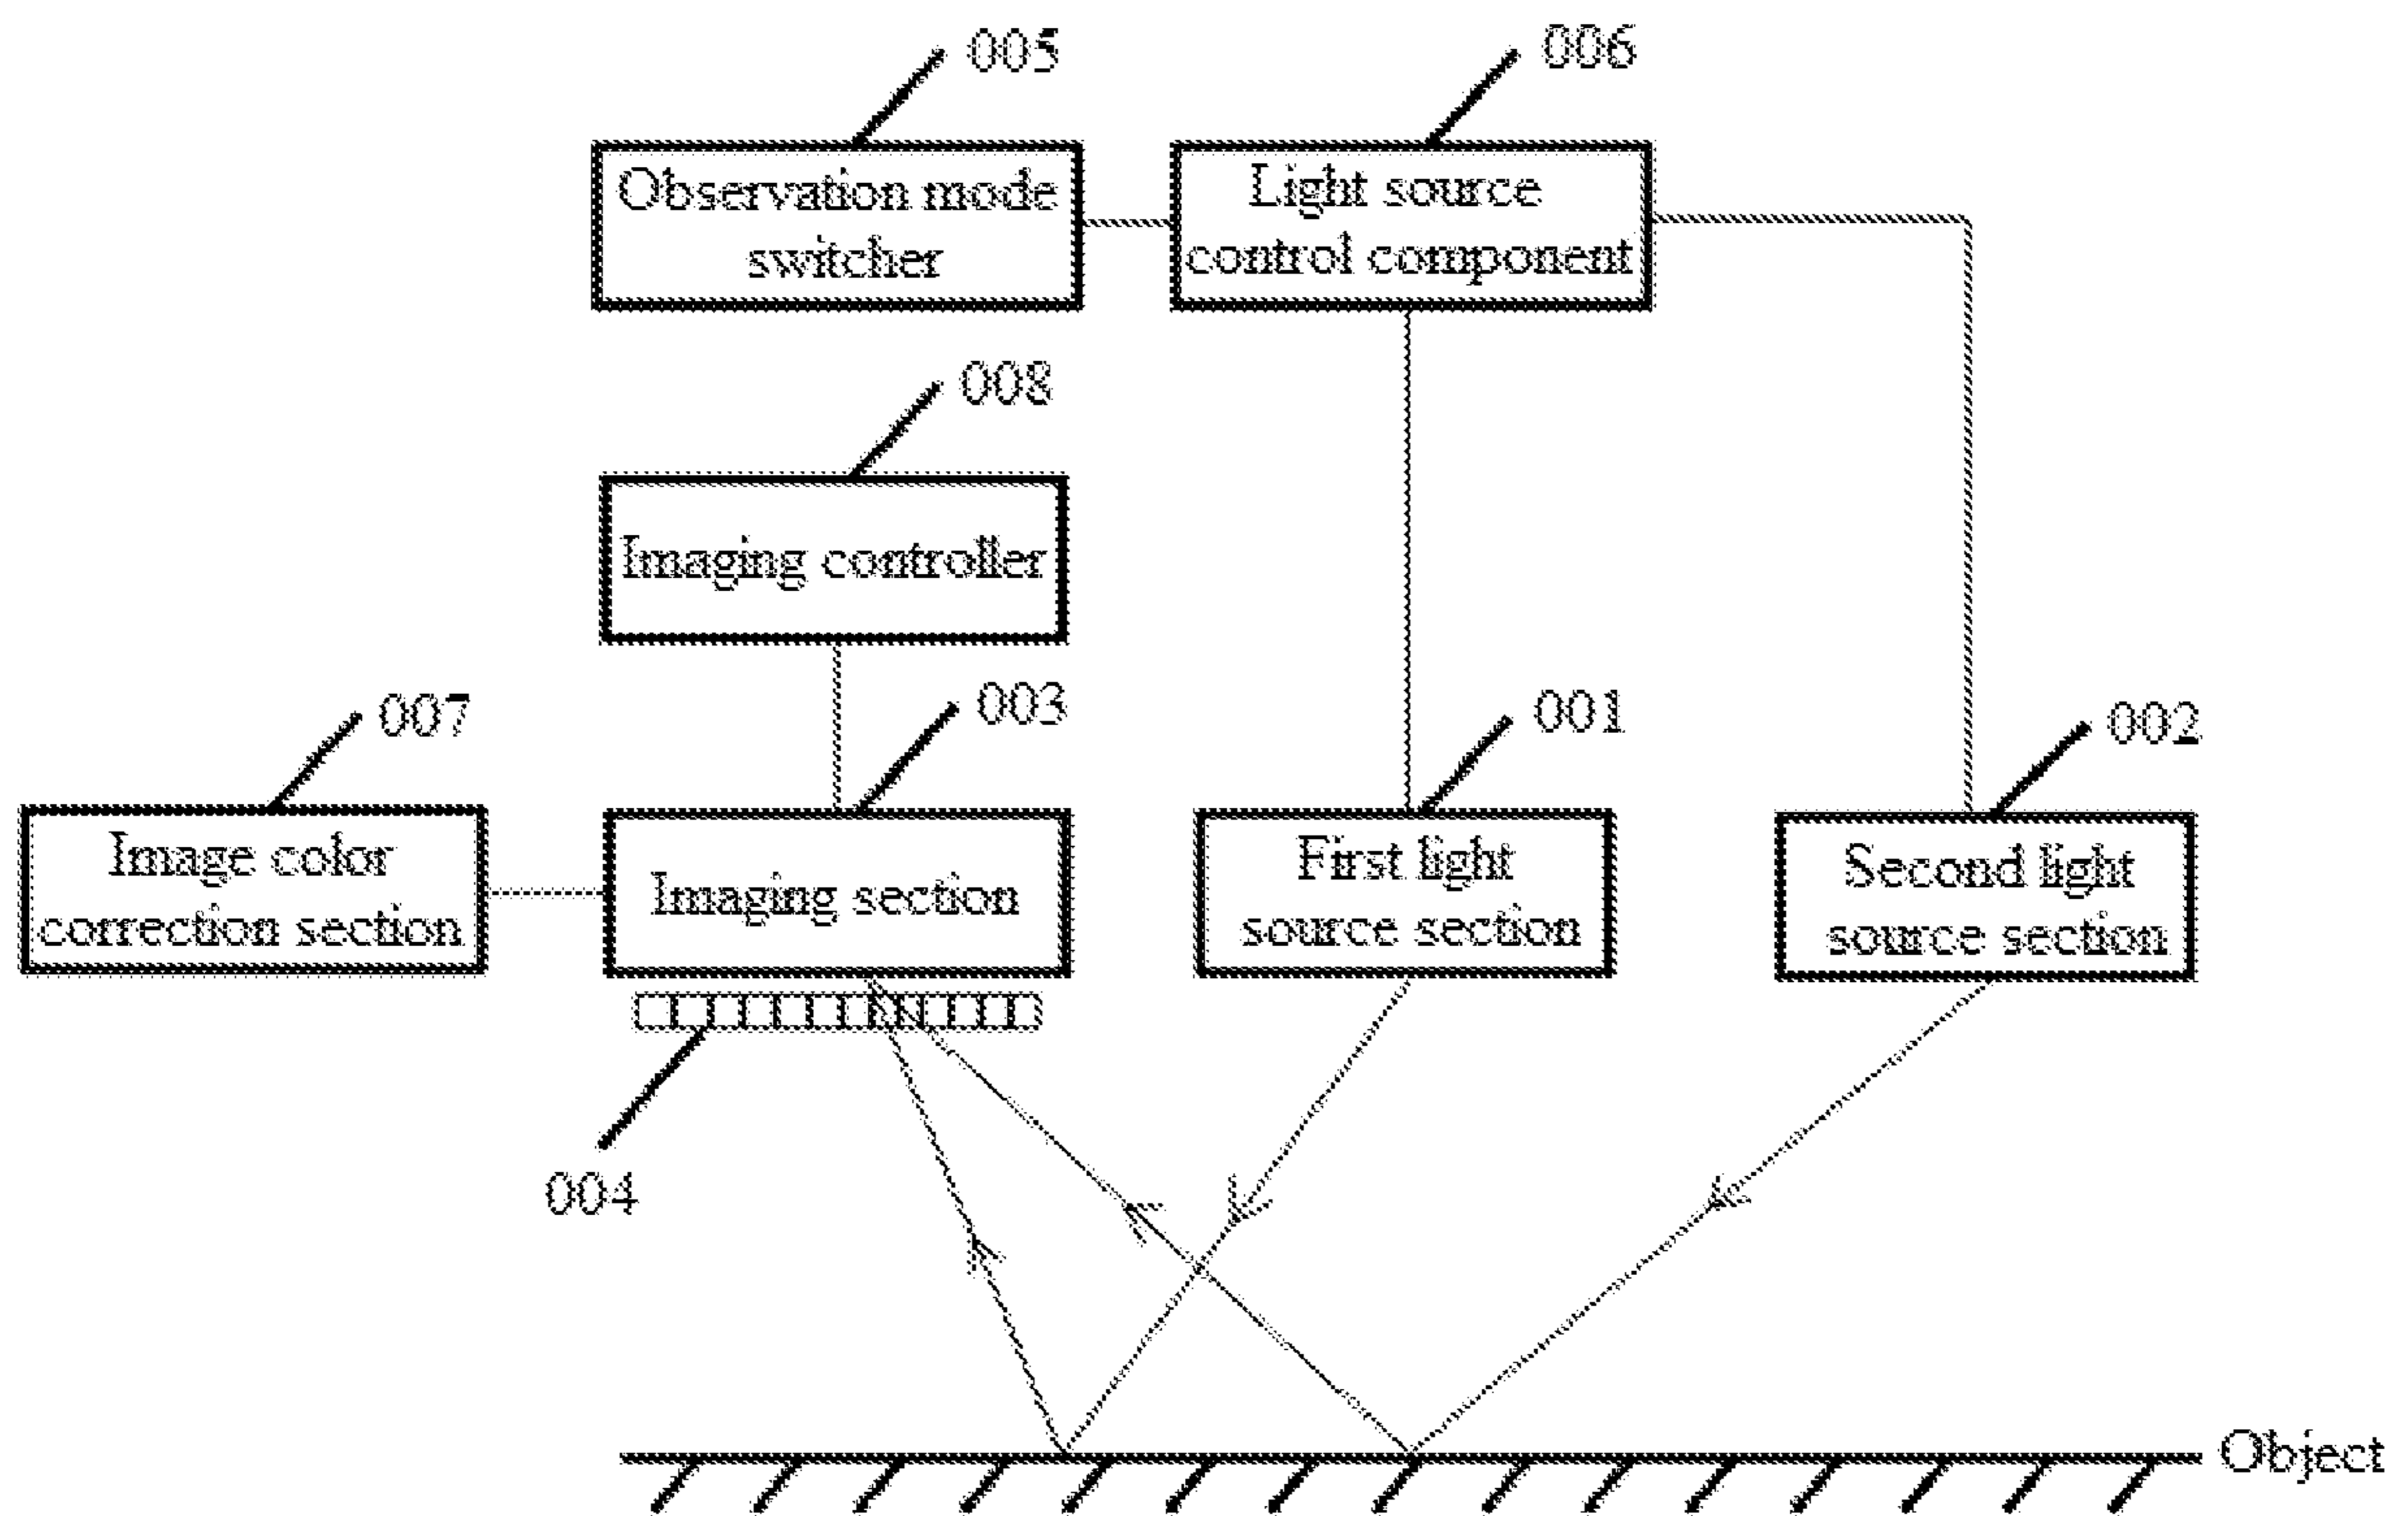 005
006
Observation mode
switcher
Light source
control component
008
Imaging controller
007
003
001
002
Image color
correction section
Imaging section
First light
source section
Second light
source section
004
Object